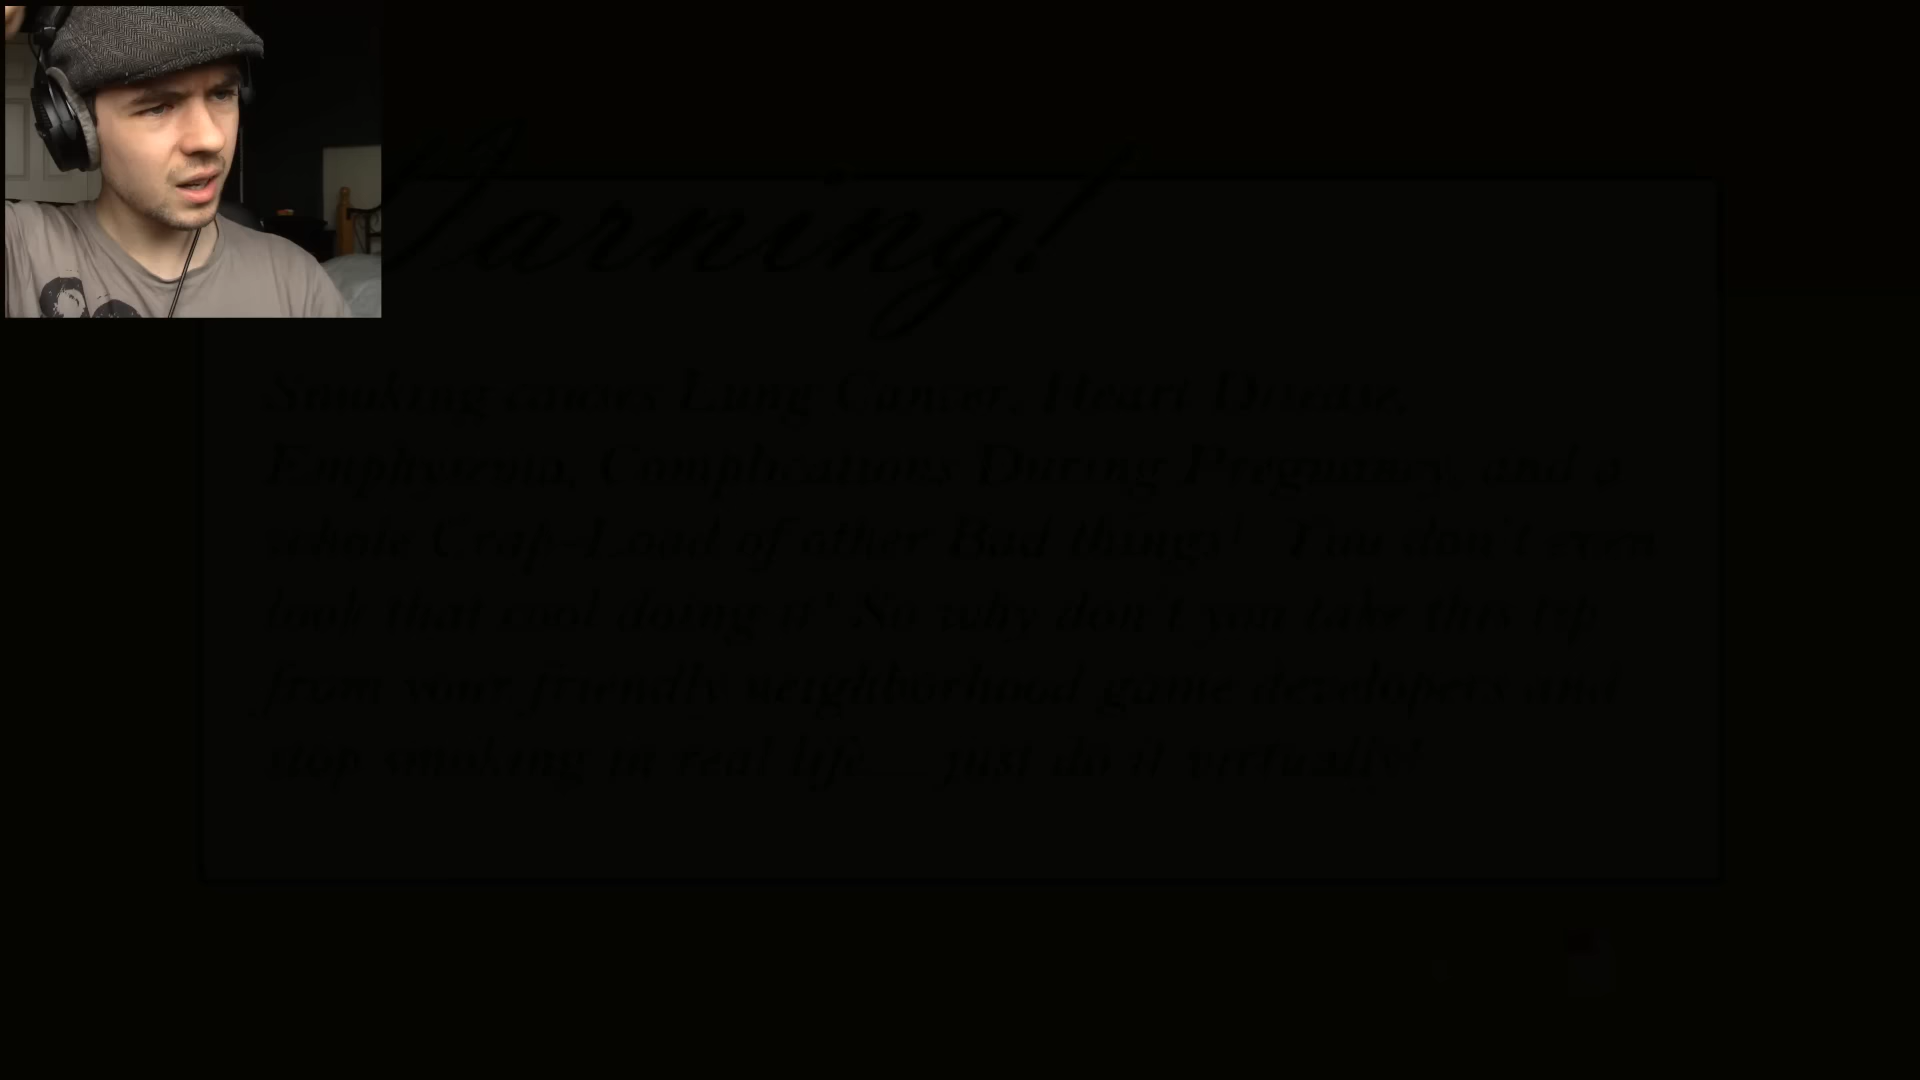 Warning!
Smoking causes Lung Cancer, Heart Disease,
Emphysema, Complications During Pregnancy, and a
whole Crap-Load of other Bad things! You don't even
look that cool doing it! So why don't you take this tip
from your friendly neighborhood game developers and
stop smoking in real life.... just do it virtually!